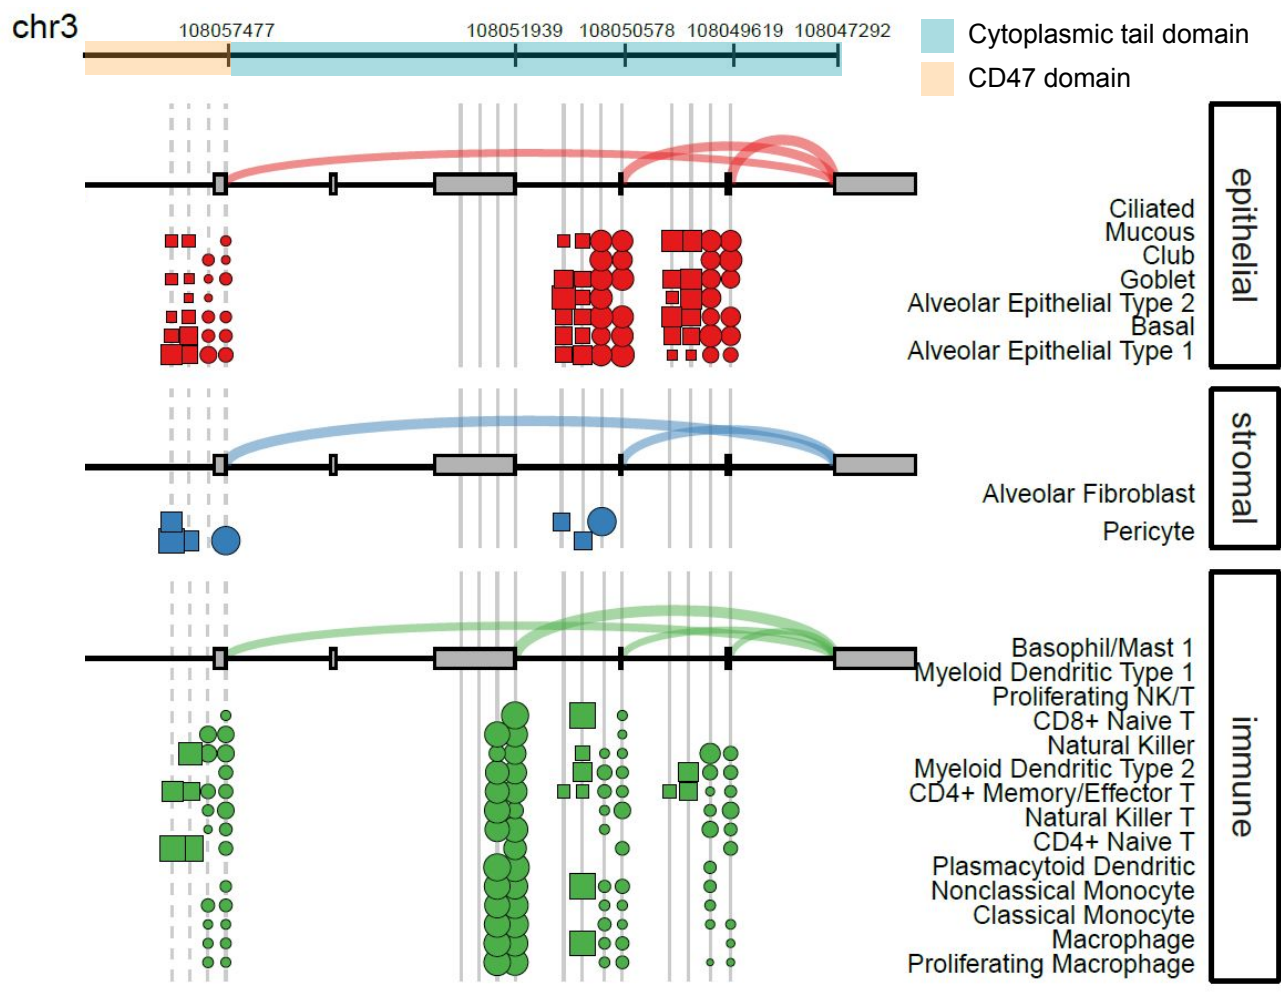 chr3
108057477
108051939
108050578
108049619
108047292
Cytoplasmic tail domain
CD47 domain
epithelial
Ciliated
Mucous
Club
Goblet
Alveolar Epithelial Type 2
Basal
Alveolar Epithelial Type 1
stromal
Alveolar Fibroblast
Pericyte
immune
Basophil/Mast 1
Myeloid Dendritic Type 1
Proliferating NK/T
CD8+ Naive T
Natural Killer
Myeloid Dendritic Type 2
CD4+ Memory/Effector T
Natural Killer T
CD4+ Naive T
Plasmacytoid Dendritic
Nonclassical Monocyte
Classical Monocyte
Macrophage
Proliferating Macrophage